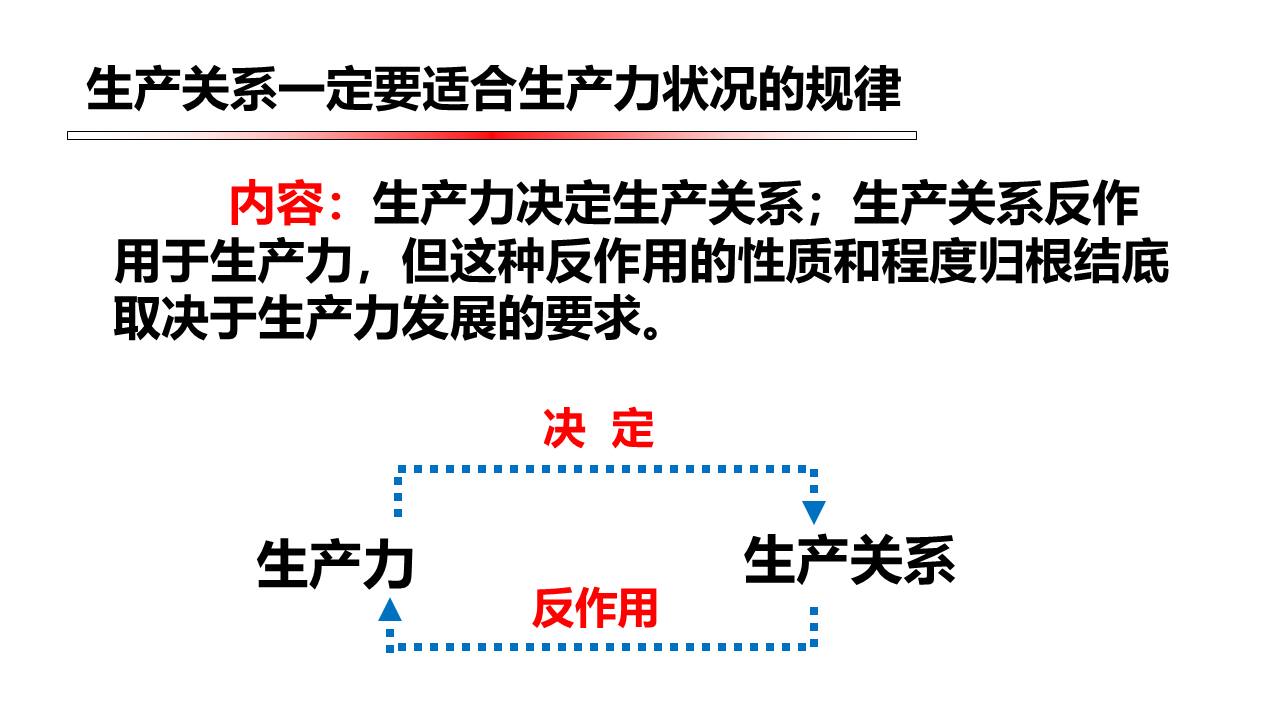 生产关系一定要适合生产力状况的规律
内容：生产力决定生产关系；生产关系反作
用于生产力，但这种反作用的性质和程度归根结底
取决于生产力发展的要求。
决 定
生产力
生产关系
反作用